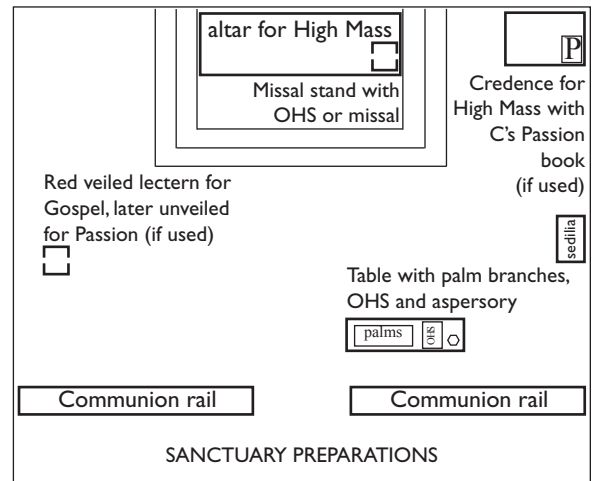 altar for High Mass
P
Missal stand with
OHS or missal
Credence for
High Mass with
C's Passion
book
(if used)
Red veiled lectern for
Gospel, later unveiled
for Passion (if used)
sedilia
Table with palm branches,
OHS and aspersory
palms
OHS
Communion rail
Communion rail
SANCTUARY PREPARATIONS